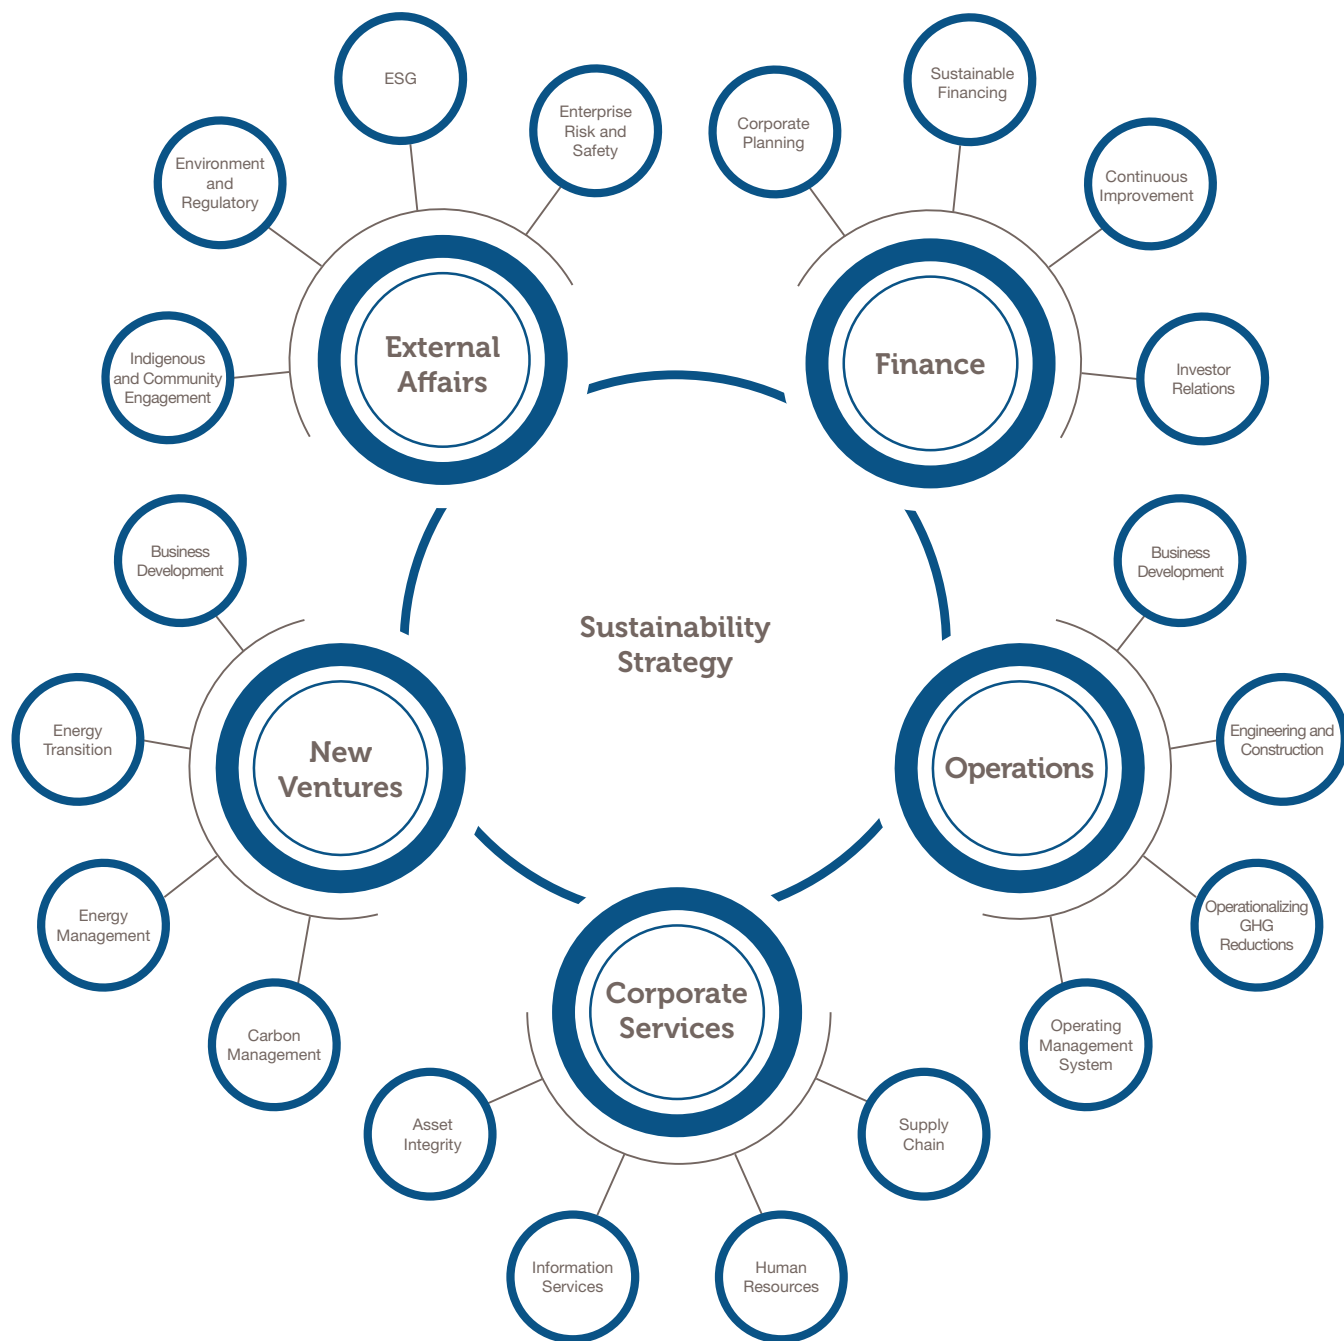 ESG
Enterprise
Risk and
Safety
Environment
and
Regulatory
Indigenous
and Community
Engagement
External
Affairs
Corporate
Planning
Sustainable
Financing
Continuous
Improvement
Investor
Relations
Finance
Sustainability
Strategy
Business
Development
Energy
Transition
Energy
Management
Carbon
Management
New
Ventures
Business
Development
Engineering and
Construction
Operationalizing
GHG
Reductions
Operating
Management
System
Operations
Corporate
Services
Asset
Integrity
Information
Services
Human
Resources
Supply
Chain